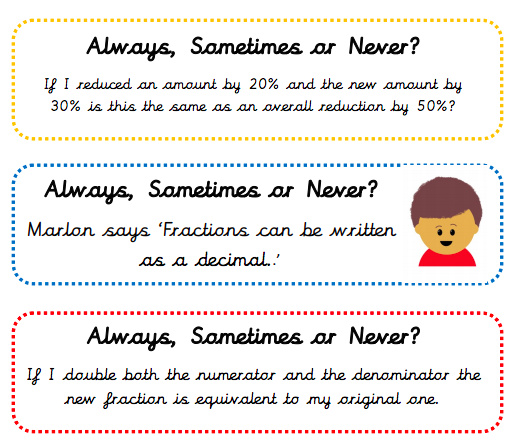 Always, Sometimes or Never?
If I reduced an amount by 20% and the new amount by
30% is this the same as an overall reduction by 50%?
Always, Sometimes or Never?
Marlon says ‘Fractions can be written
as a decimal.’
Always, Sometimes or Never?
If I double both the numerator and the denominator the
new fraction is equivalent to my original one.